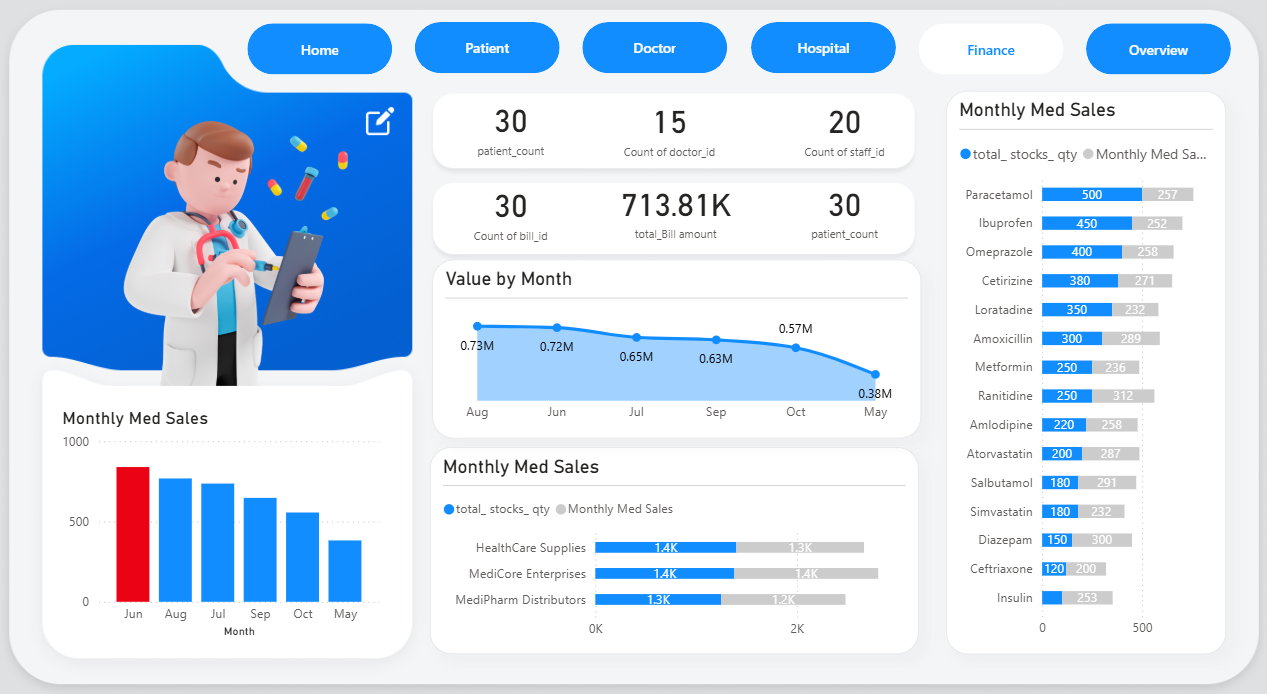 Home
Patient
Doctor
Hospital
Finance
Overview
30
patient_count
15
Count of doctor_id
20
Count of staff_id
30
Count of bill_id
713.81K
total_Bill amount
30
patient_count
Value by Month
0.73M
0.72M
0.65M
0.63M
0.57M
0.38M
Aug
Jun
Jul
Sep
Oct
May
Monthly Med Sales
1000
500
0
Jun
Aug
Jul
Sep
Oct
May
Month
Monthly Med Sales
total_ stocks_ qty
Monthly Med Sales
HealthCare Supplies 1.4K 1.3K
MediCore Enterprises 1.4K 1.4K
MediPharm Distributors 1.3K 1.2K
0K
2K
Monthly Med Sales
total_ stocks_ qty
Monthly Med Sa...
Paracetamol 500 257
Ibuprofen 450 252
Omeprazole 400 258
Cetirizine 380 271
Loratadine 350 232
Amoxicillin 300 289
Metformin 250 236
Ranitidine 250 312
Amlodipine 220 258
Atorvastatin 200 287
Salbutamol 180 291
Simvastatin 180 232
Diazepam 150 300
Ceftriaxone 120 200
Insulin 253
0
500